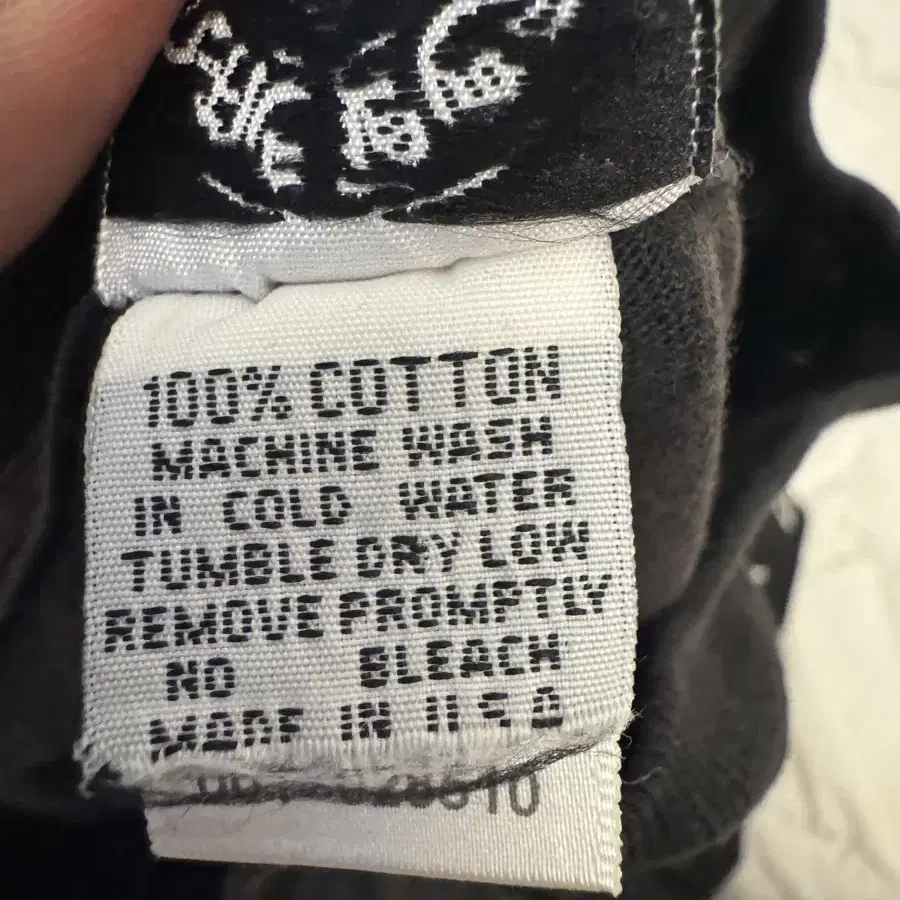 100% COTTON
MACHINE WASH
IN COLD WATER
TUMBLE DRY LOW
REMOVE PROMPTLY
NO BLEACH
MADE IN U.S.A